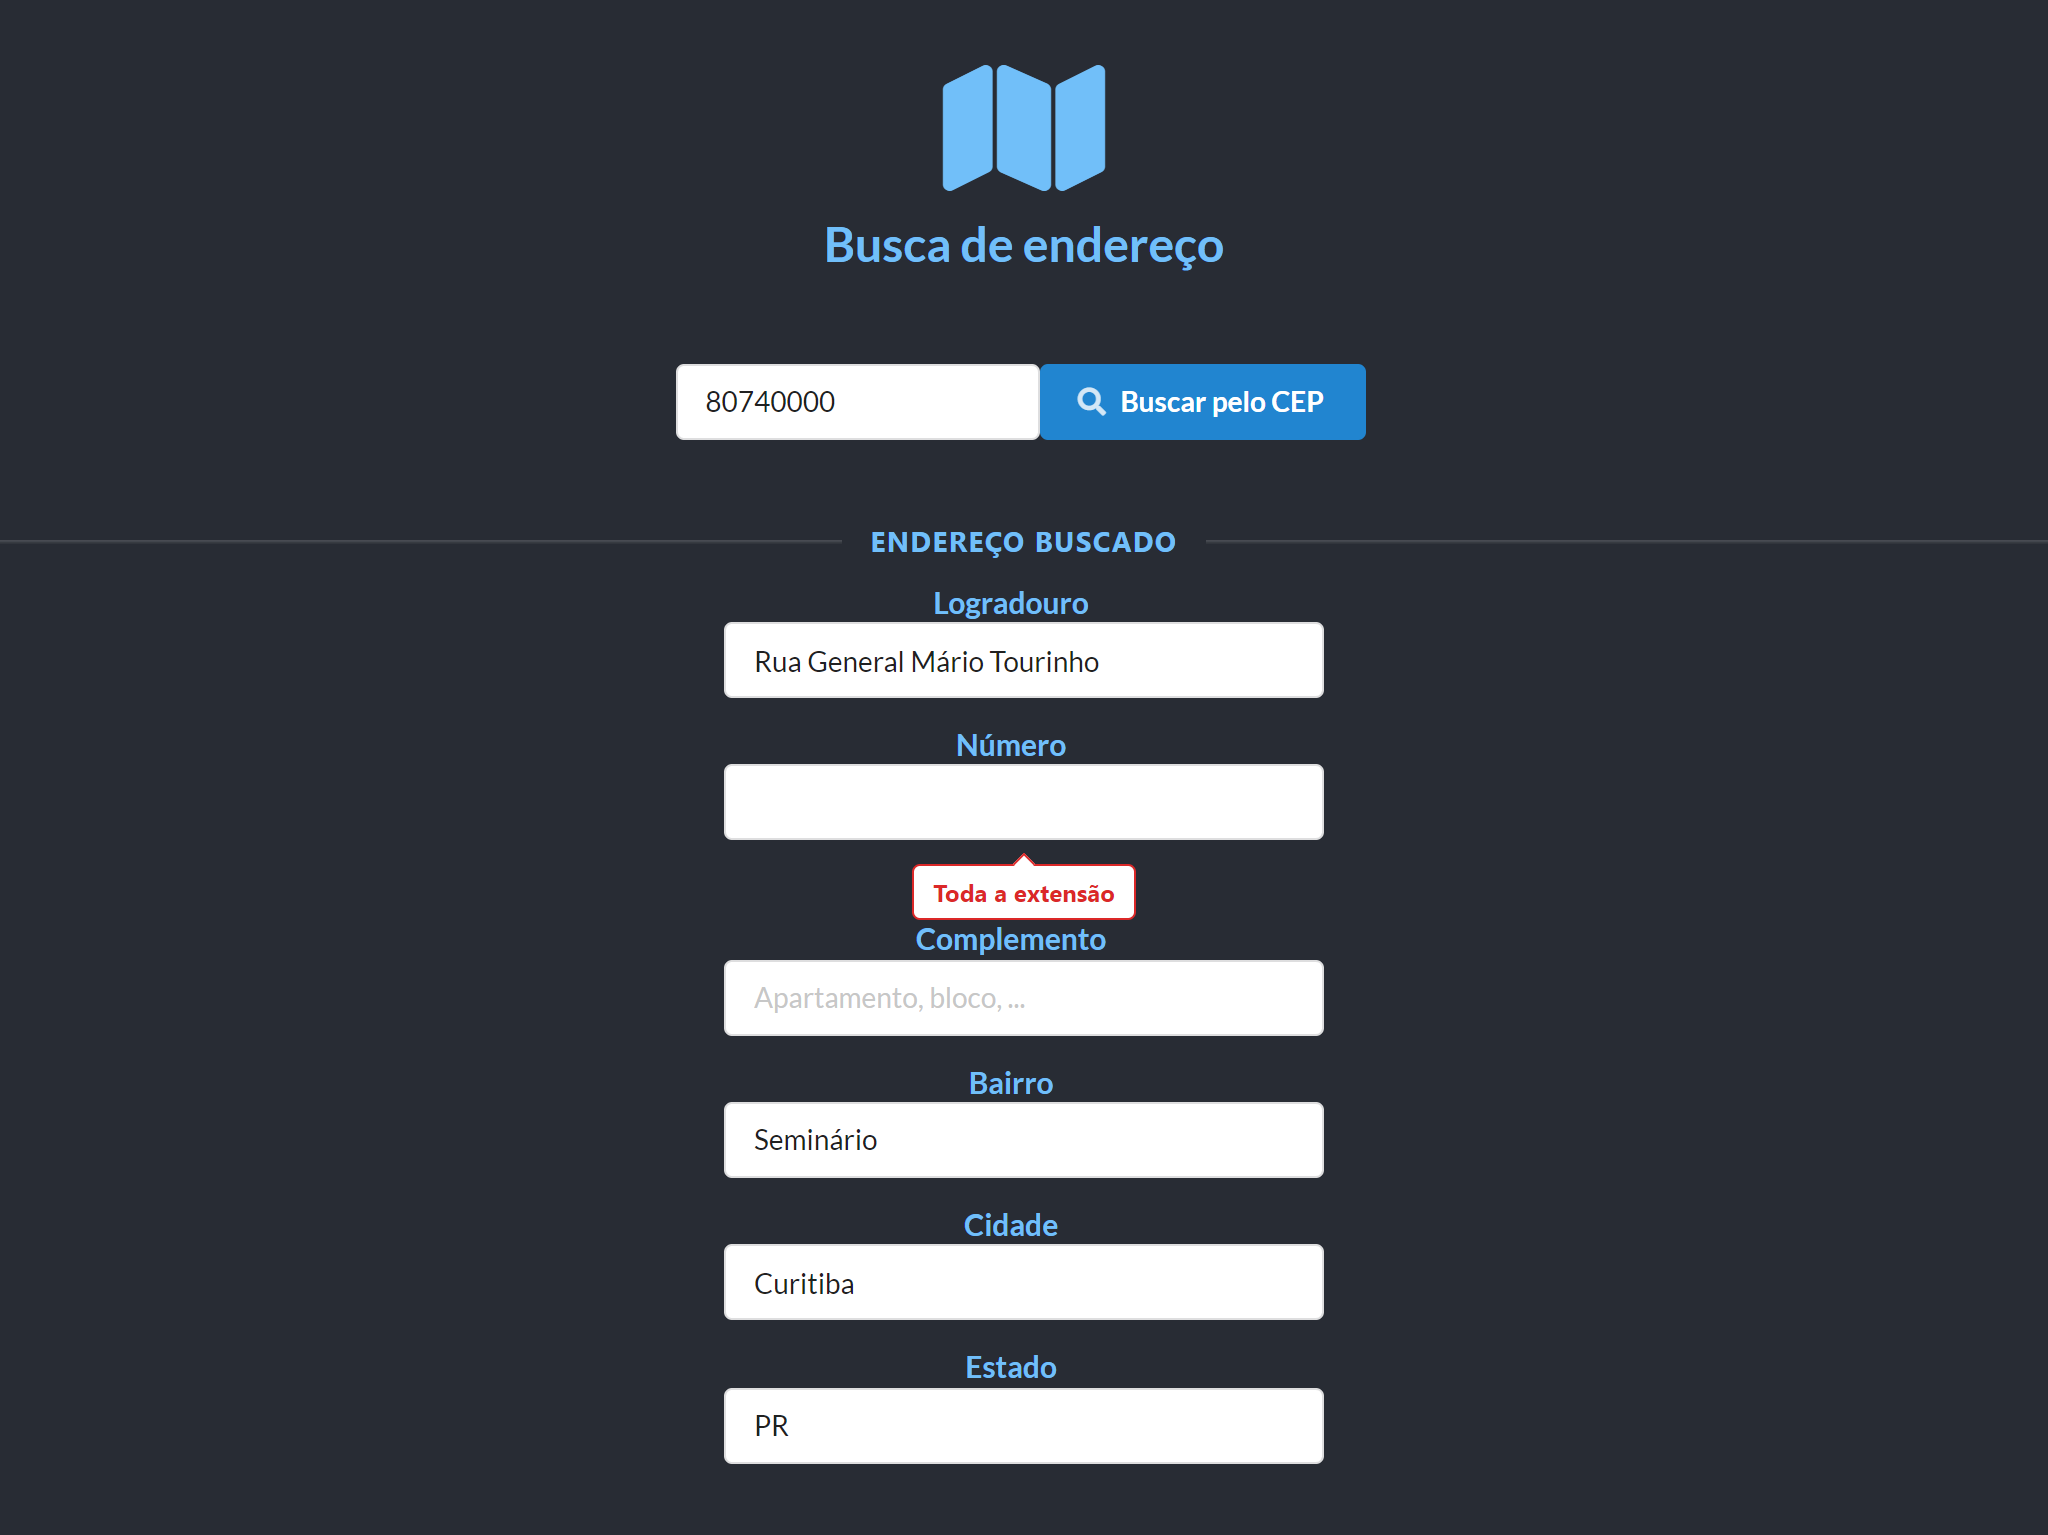 Busca de endereço
80740000
Buscar pelo CEP
ENDEREÇO BUSCADO
Logradouro
Rua General Mário Tourinho
Número
Toda a extensão
Complemento
Apartamento, bloco, ...
Bairro
Seminário
Cidade
Curitiba
Estado
PR